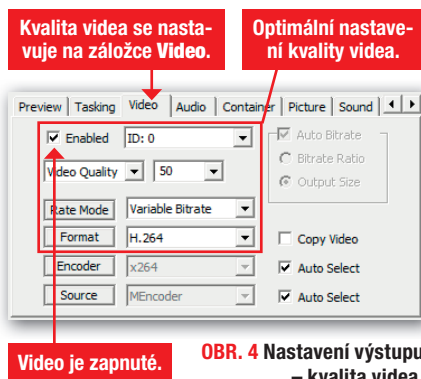 Kvalita videa se nasta-
vuje na záložce Video.
Optimální nastave-
ní kvality videa.
Preview Tasking Video Audio Container Picture Sound
Enabled ID: 0 Auto Bitrate
Bitrate Ratio
Video Quality 50 Output Size
Rate Mode Variable Bitrate
Format H.264 Copy Video
Encoder x264 Auto Select
Source MEncoder Auto Select
Video je zapnuté.
OBR. 4 Nastavení výstupu
– kvalita videa.